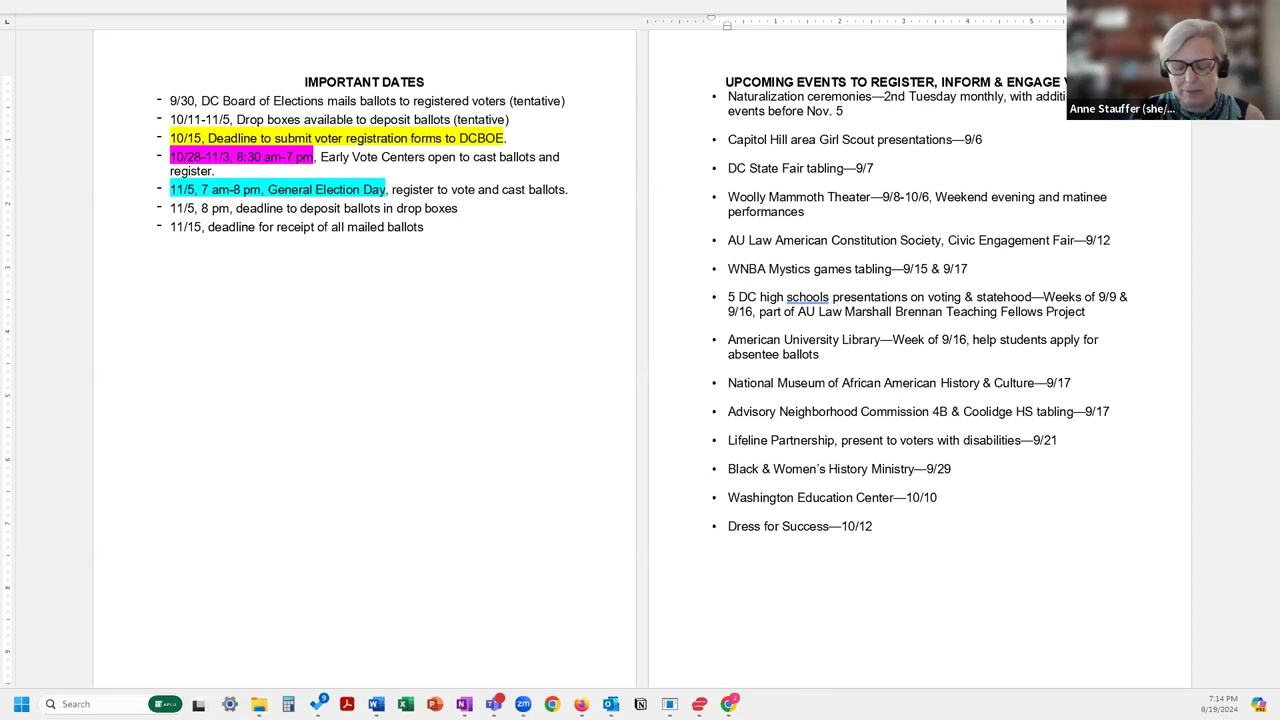 IMPORTANT DATES
- 9/30, DC Board of Elections mails ballots to registered voters (tentative)
- 10/11-11/5, Drop boxes available to deposit ballots (tentative)
- 10/15, Deadline to submit voter registration forms to DCBOE.
- 10/28-11/3, 8:30 am-7 pm, Early Vote Centers open to cast ballots and
register.
- 11/5, 7 am-8 pm, General Election Day, register to vote and cast ballots.
- 11/5, 8 pm, deadline to deposit ballots in drop boxes
- 11/15, deadline for receipt of all mailed ballots
UPCOMING EVENTS TO REGISTER, INFORM & ENGAGE
• Naturalization ceremonies—2nd Tuesday monthly, with
events before Nov. 5
• Capitol Hill area Girl Scout presentations—9/6
• DC State Fair tabling—9/7
• Woolly Mammoth Theater—9/8-10/6, Weekend evening and matinee
performances
• AU Law American Constitution Society, Civic Engagement Fair—9/12
• WNBA Mystics games tabling—9/15 & 9/17
• 5 DC high schools presentations on voting & statehood—Weeks of 9/9 &
9/16, part of AU Law Marshall Brennan Teaching Fellows Project
• American University Library—Week of 9/16, help students apply for
absentee ballots
• National Museum of African American History & Culture—9/17
• Advisory Neighborhood Commission 4B & Coolidge HS tabling—9/17
• Lifeline Partnership, present to voters with disabilities—9/21
• Black & Women's History Ministry—9/29
• Washington Education Center—10/10
• Dress for Success—10/12
Anne Stauffer (she/...
Search
7:14 PM
8/19/2024